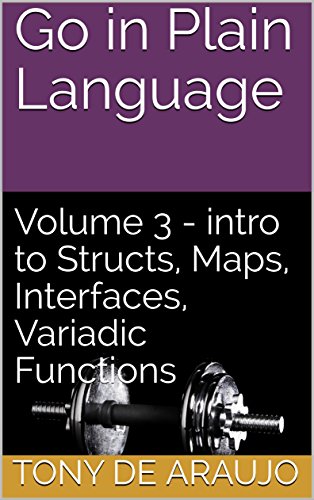 Go in Plain
Language
Volume 3 - intro
to Structs, Maps,
Interfaces,
Variadic
Functions
TONY DE ARAUJO